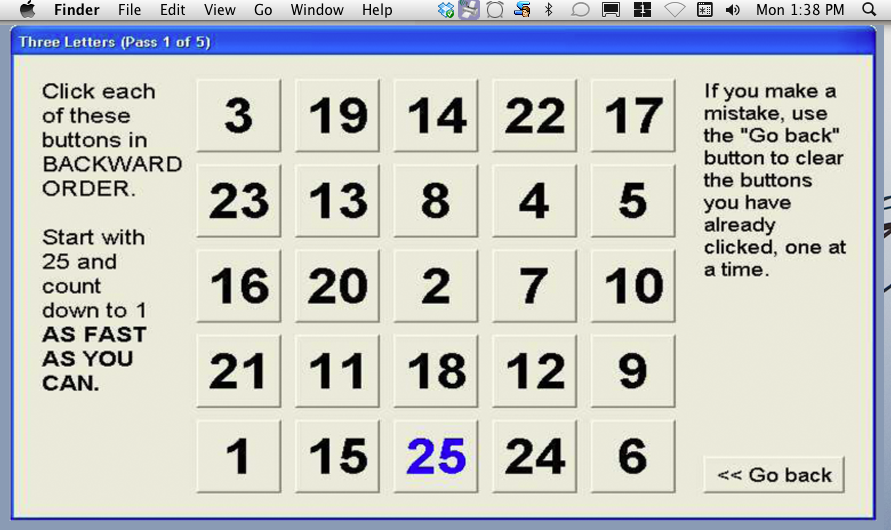 Finder File Edit View Go Window Help Mon 1:38 PM
Three Letters (Pass 1 of 5)
Click each
of these
buttons in
BACKWARD
ORDER.
Start with
25 and
count
down to 1
AS FAST
AS YOU
CAN.
3 19 14 22 17
23 13 8 4 5
16 20 2 7 10
21 11 18 12 9
1 15 25 24 6
If you make a
mistake, use
the "Go back"
button to clear
the buttons
you have
already
clicked, one at
a time.
<< Go back